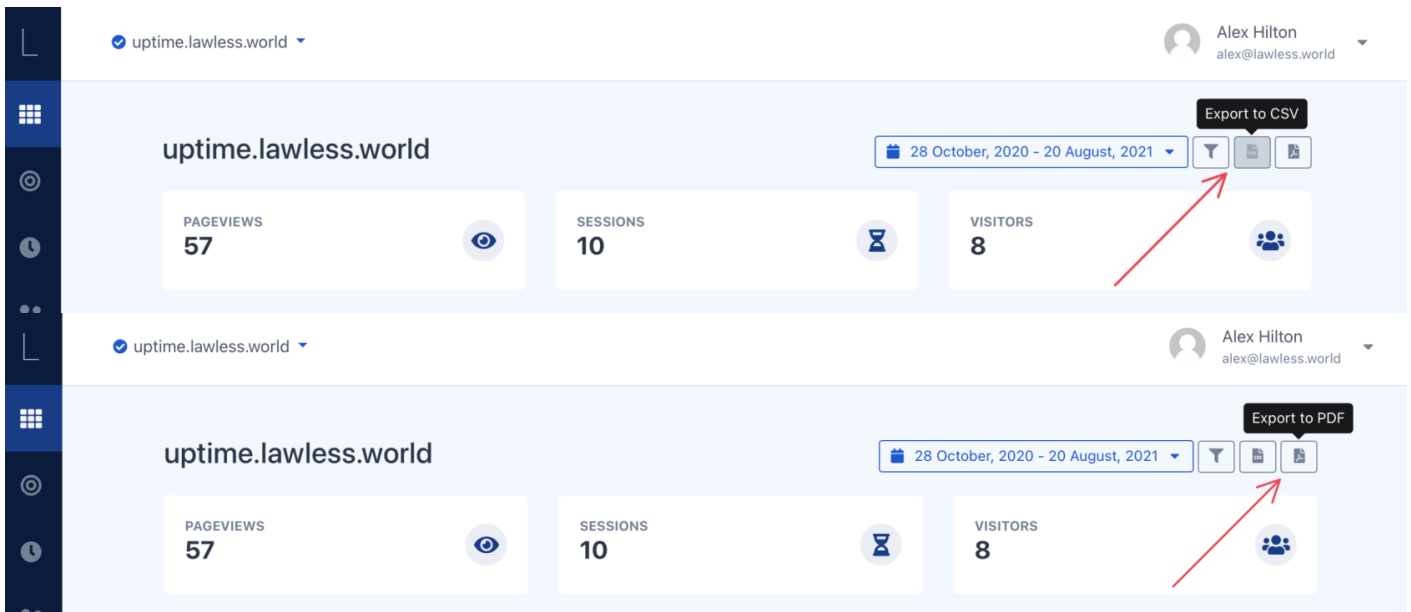 L
uptime.lawless.world
Alex Hilton
alex@lawless.world
Export to CSV
uptime.lawless.world
28 October, 2020 - 20 August, 2021
PAGEVIEWS
57
SESSIONS
10
VISITORS
8
L
uptime.lawless.world
Alex Hilton
alex@lawless.world
Export to PDF
uptime.lawless.world
28 October, 2020 - 20 August, 2021
CSV
PAGEVIEWS
57
SESSIONS
10
VISITORS
8